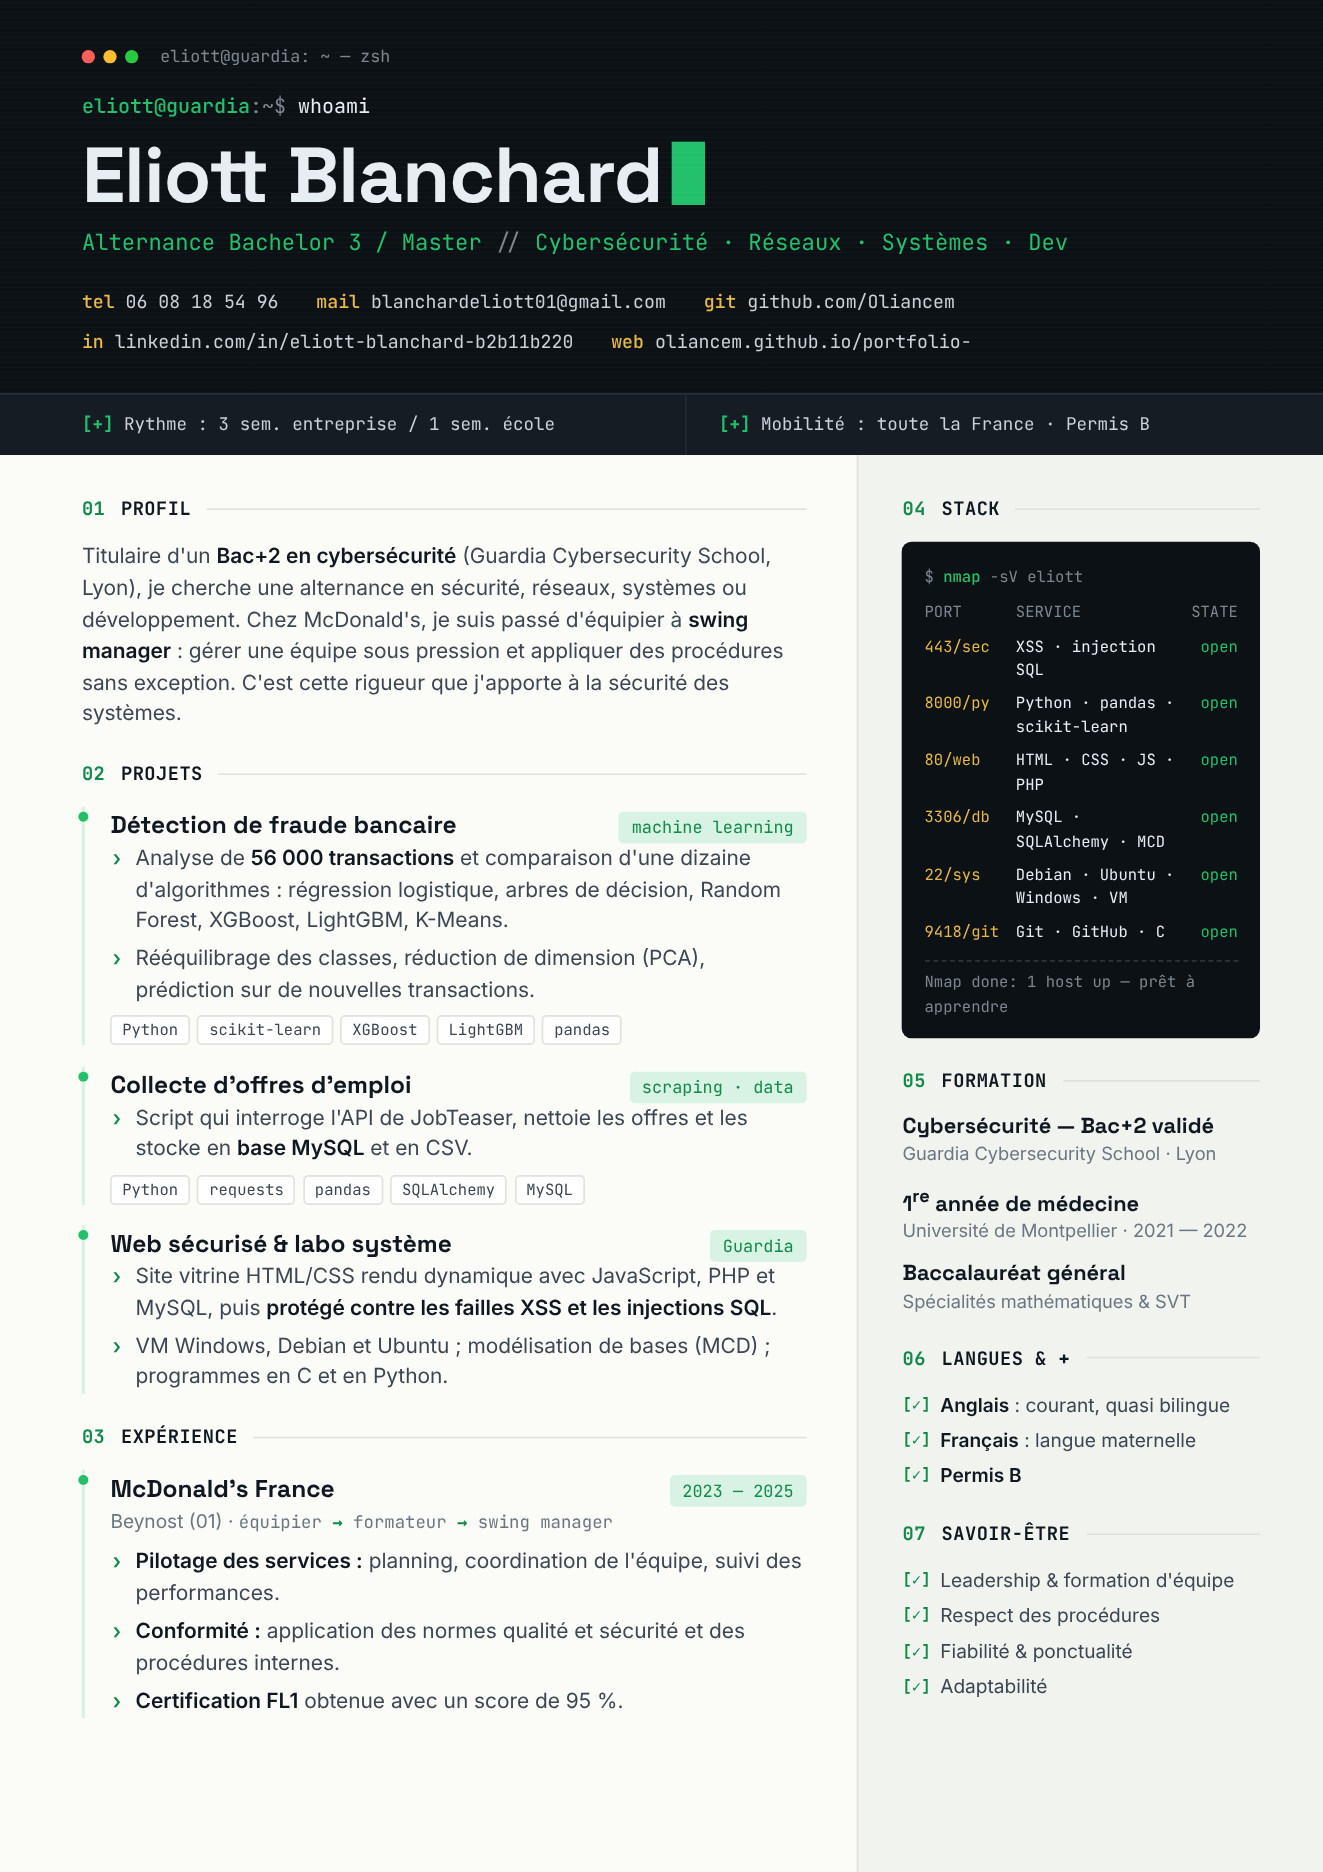 eliott@guardia: ~ — zsh
eliott@guardia:~$ whoami
Eliott Blanchard
Alternance Bachelor 3 / Master // Cybersécurité · Réseaux · Systèmes · Dev
tel 06 08 18 54 96 mail blanchardeliott01@gmail.com git github.com/Oliancem
in linkedin.com/in/eliott-blanchard-b2b11b220 web oliancem.github.io/portfolio-
[+] Rythme : 3 sem. entreprise / 1 sem. école
[+] Mobilité : toute la France · Permis B
01 PROFIL
Titulaire d'un Bac+2 en cybersécurité (Guardia Cybersecurity School,
Lyon), je cherche une alternance en sécurité, réseaux, systèmes ou
développement. Chez McDonald's, je suis passé d'équipier à swing
manager : gérer une équipe sous pression et appliquer des procédures
sans exception. C'est cette rigueur que j'apporte à la sécurité des
systèmes.
02 PROJETS
Détection de fraude bancaire machine learning
› Analyse de 56 000 transactions et comparaison d'une dizaine
d'algorithmes : régression logistique, arbres de décision, Random
Forest, XGBoost, LightGBM, K-Means.
› Rééquilibrage des classes, réduction de dimension (PCA),
prédiction sur de nouvelles transactions.
Python scikit-learn XGBoost LightGBM pandas
Collecte d’offres d’emploi scraping · data
› Script qui interroge l'API de JobTeaser, nettoie les offres et les
stocke en base MySQL et en CSV.
Python requests pandas SQLAlchemy MySQL
Web sécurisé & labo système Guardia
› Site vitrine HTML/CSS rendu dynamique avec JavaScript, PHP et
MySQL, puis protégé contre les failles XSS et les injections SQL.
› VM Windows, Debian et Ubuntu ; modélisation de bases (MCD) ;
programmes en C et en Python.
03 EXPÉRIENCE
McDonald’s France 2023 — 2025
Beynost (01) · équipier → formateur → swing manager
› Pilotage des services : planning, coordination de l'équipe, suivi des
performances.
› Conformité : application des normes qualité et sécurité et des
procédures internes.
› Certification FL1 obtenue avec un score de 95 %.
04 STACK
$ nmap -sV eliott
PORT SERVICE STATE
443/sec XSS · injection open
SQL
8000/py Python · pandas · open
scikit-learn
80/web HTML · CSS · JS · open
PHP
3306/db MySQL · open
SQLAlchemy · MCD
22/sys Debian · Ubuntu · open
Windows · VM
9418/git Git · GitHub · C open
Nmap done: 1 host up — prêt à
apprendre
05 FORMATION
Cybersécurité — Bac+2 validé
Guardia Cybersecurity School · Lyon
1re année de médecine
Université de Montpellier · 2021 — 2022
Baccalauréat général
Spécialités mathématiques & SVT
06 LANGUES & +
[✓] Anglais : courant, quasi bilingue
[✓] Français : langue maternelle
[✓] Permis B
07 SAVOIR-ÊTRE
[✓] Leadership & formation d'équipe
[✓] Respect des procédures
[✓] Fiabilité & ponctualité
[✓] Adaptabilité